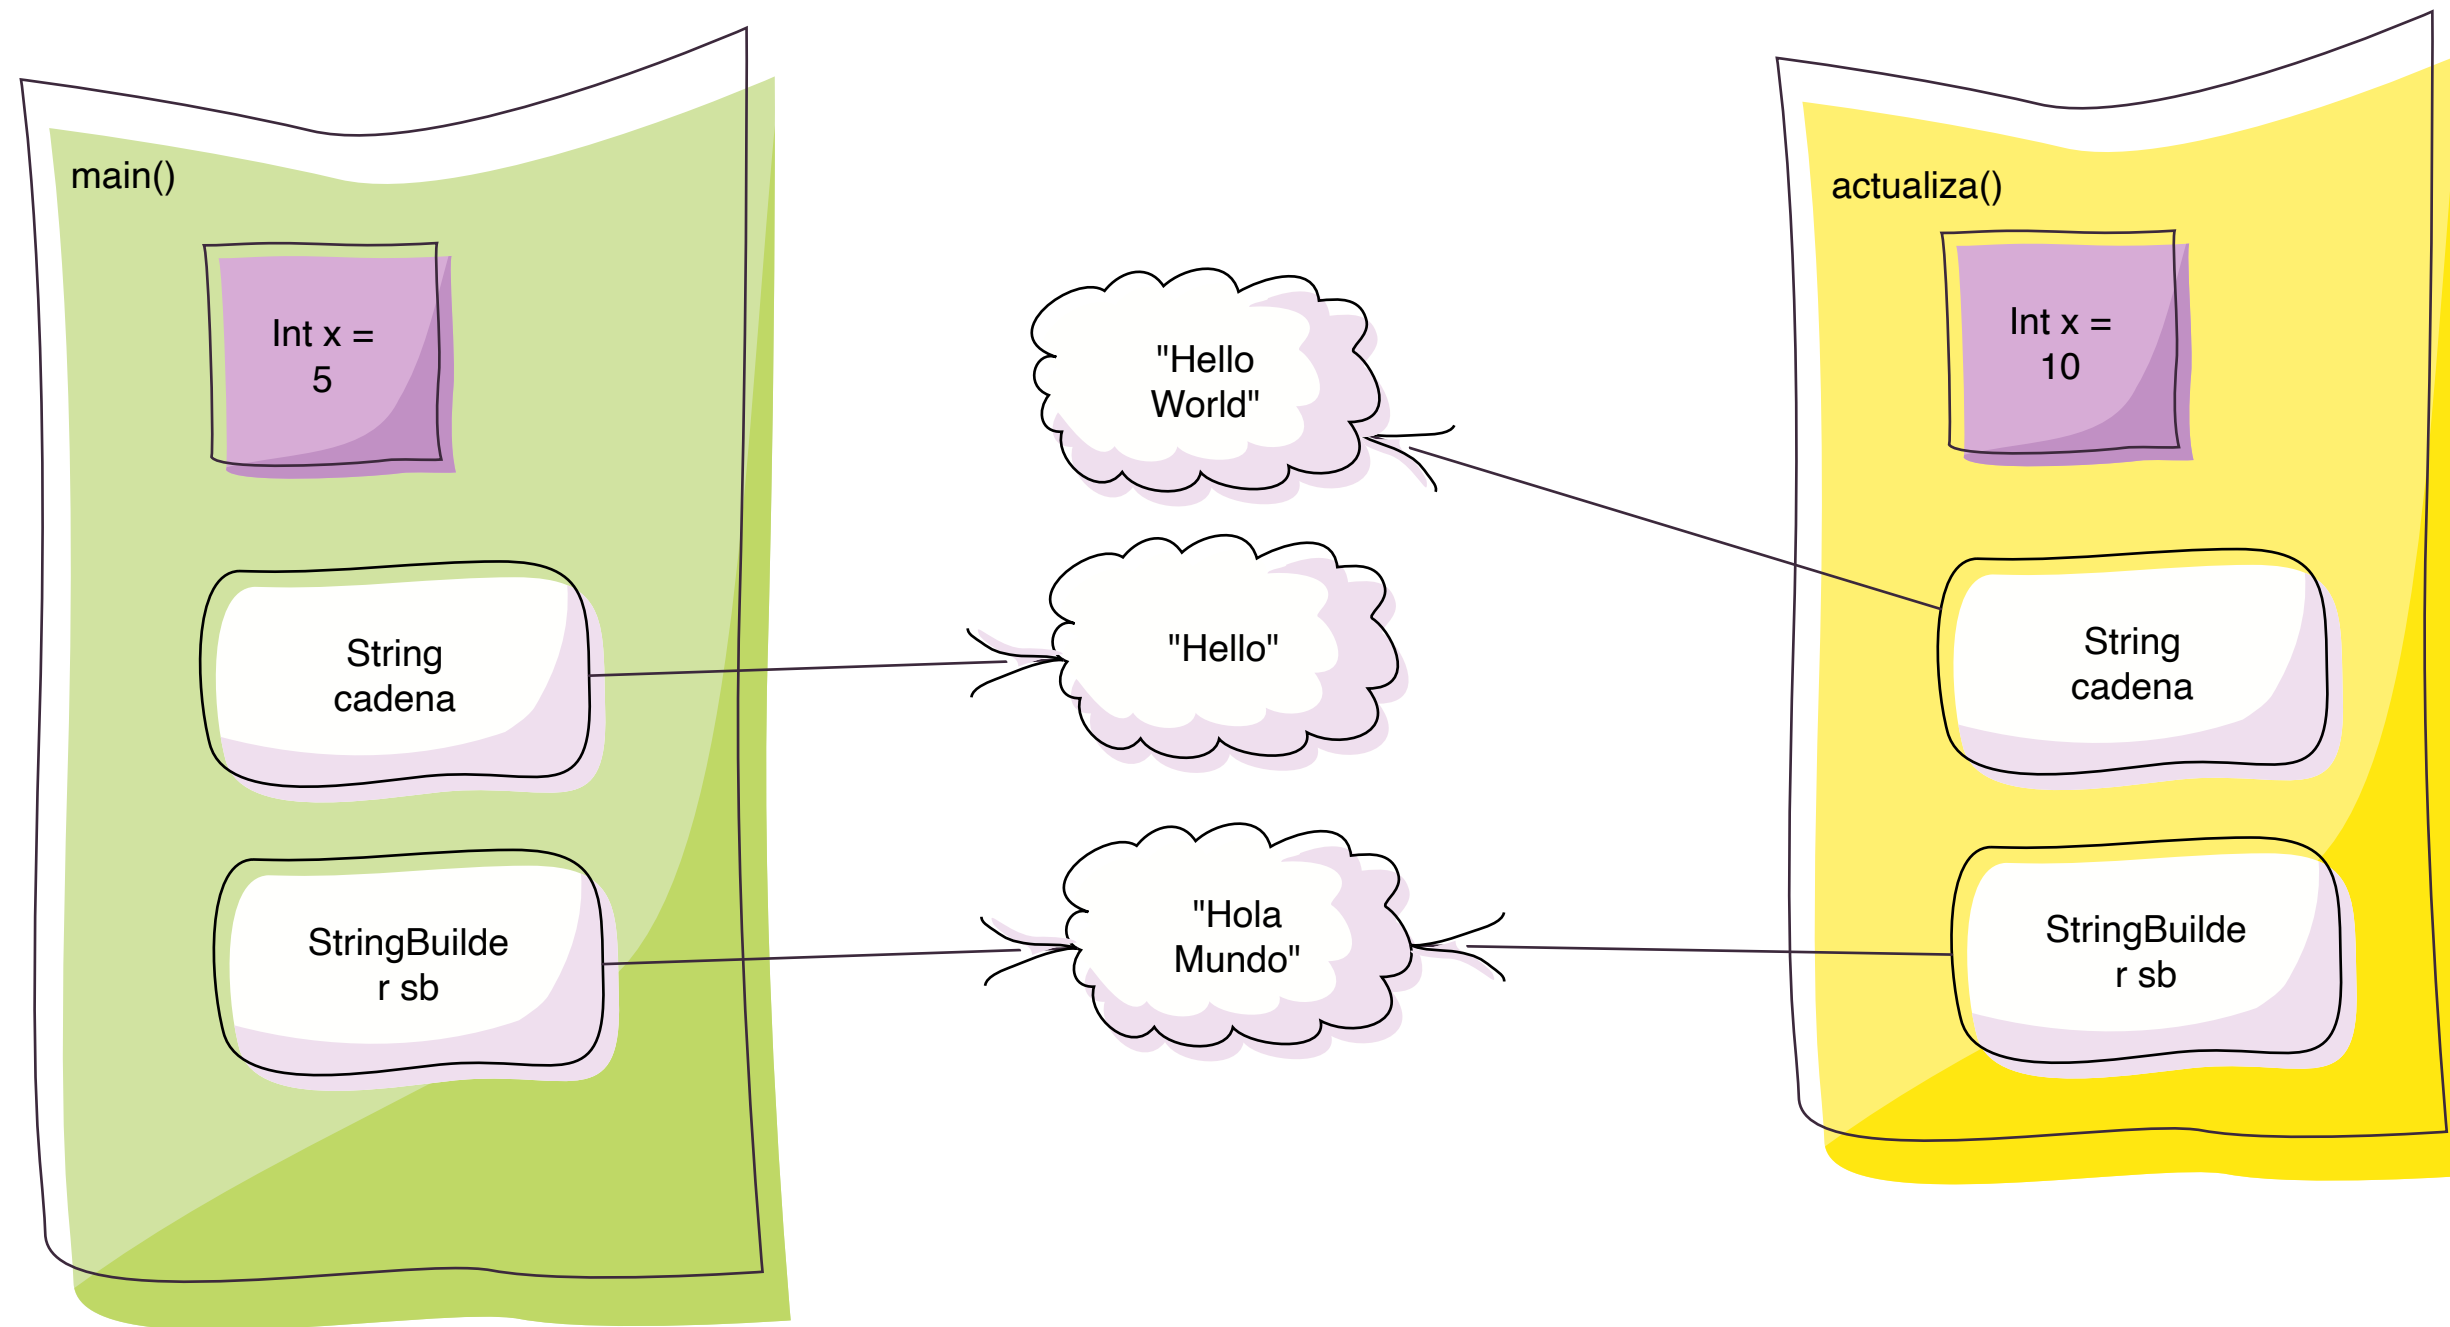 main()
Int x =
5
String
cadena
StringBuilde
r sb
"Hello
World"
"Hello"
"Hola
Mundo"
actualiza()
Int x =
10
String
cadena
StringBuilde
r sb